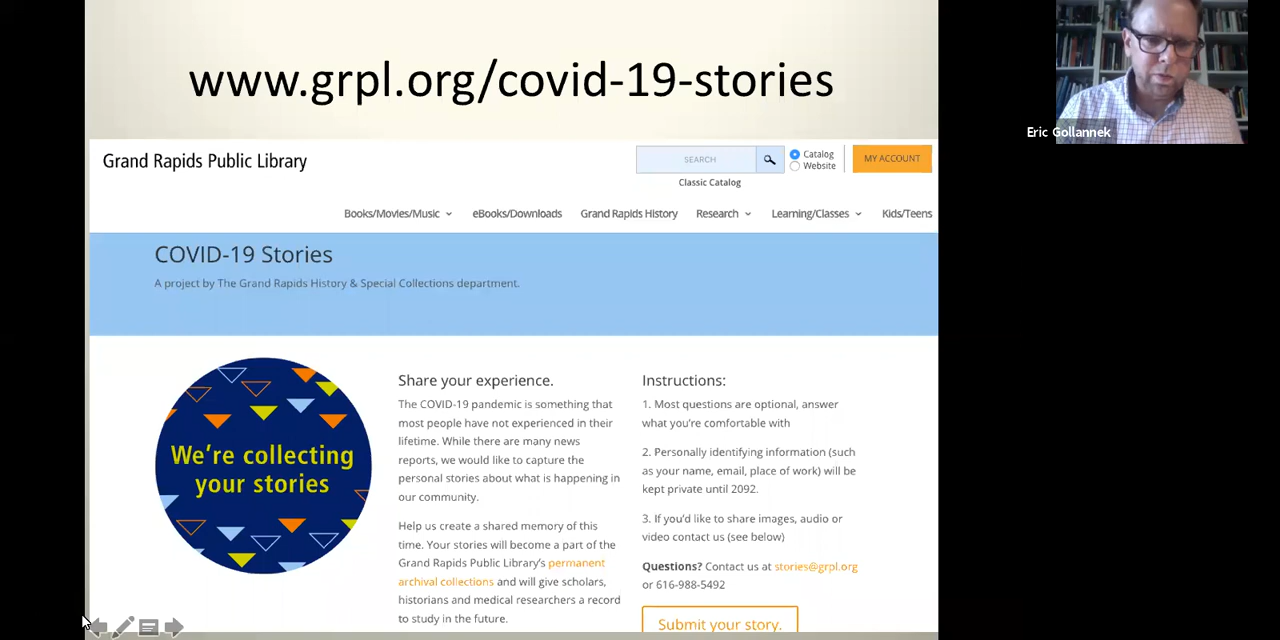 www.grpl.org/covid-19-stories
Eric Gollannek
Grand Rapids Public Library
SEARCH
Catalog
Website
MY ACCOUNT
Classic Catalog
Books/Movies/Music
eBooks/Downloads
Grand Rapids History
Research
Learning/Classes
Kids/Teens
COVID-19 Stories
A project by The Grand Rapids History & Special Collections department.
We're collecting
your stories
Share your experience.
The COVID-19 pandemic is something that
most people have not experienced in their
lifetime. While there are many news
reports, we would like to capture the
personal stories about what is happening in
our community.
Help us create a shared memory of this
time. Your stories will become a part of the
Grand Rapids Public Library's permanent
archival collections and will give scholars,
historians and medical researchers a record
to study in the future.
Instructions:
1. Most questions are optional, answer
what you're comfortable with
2. Personally identifying information (such
as your name, email, place of work) will be
kept private until 2092.
3. If you'd like to share images, audio or
video contact us (see below)
Questions? Contact us at stories@grpl.org
or 616-988-5492
Submit your story.